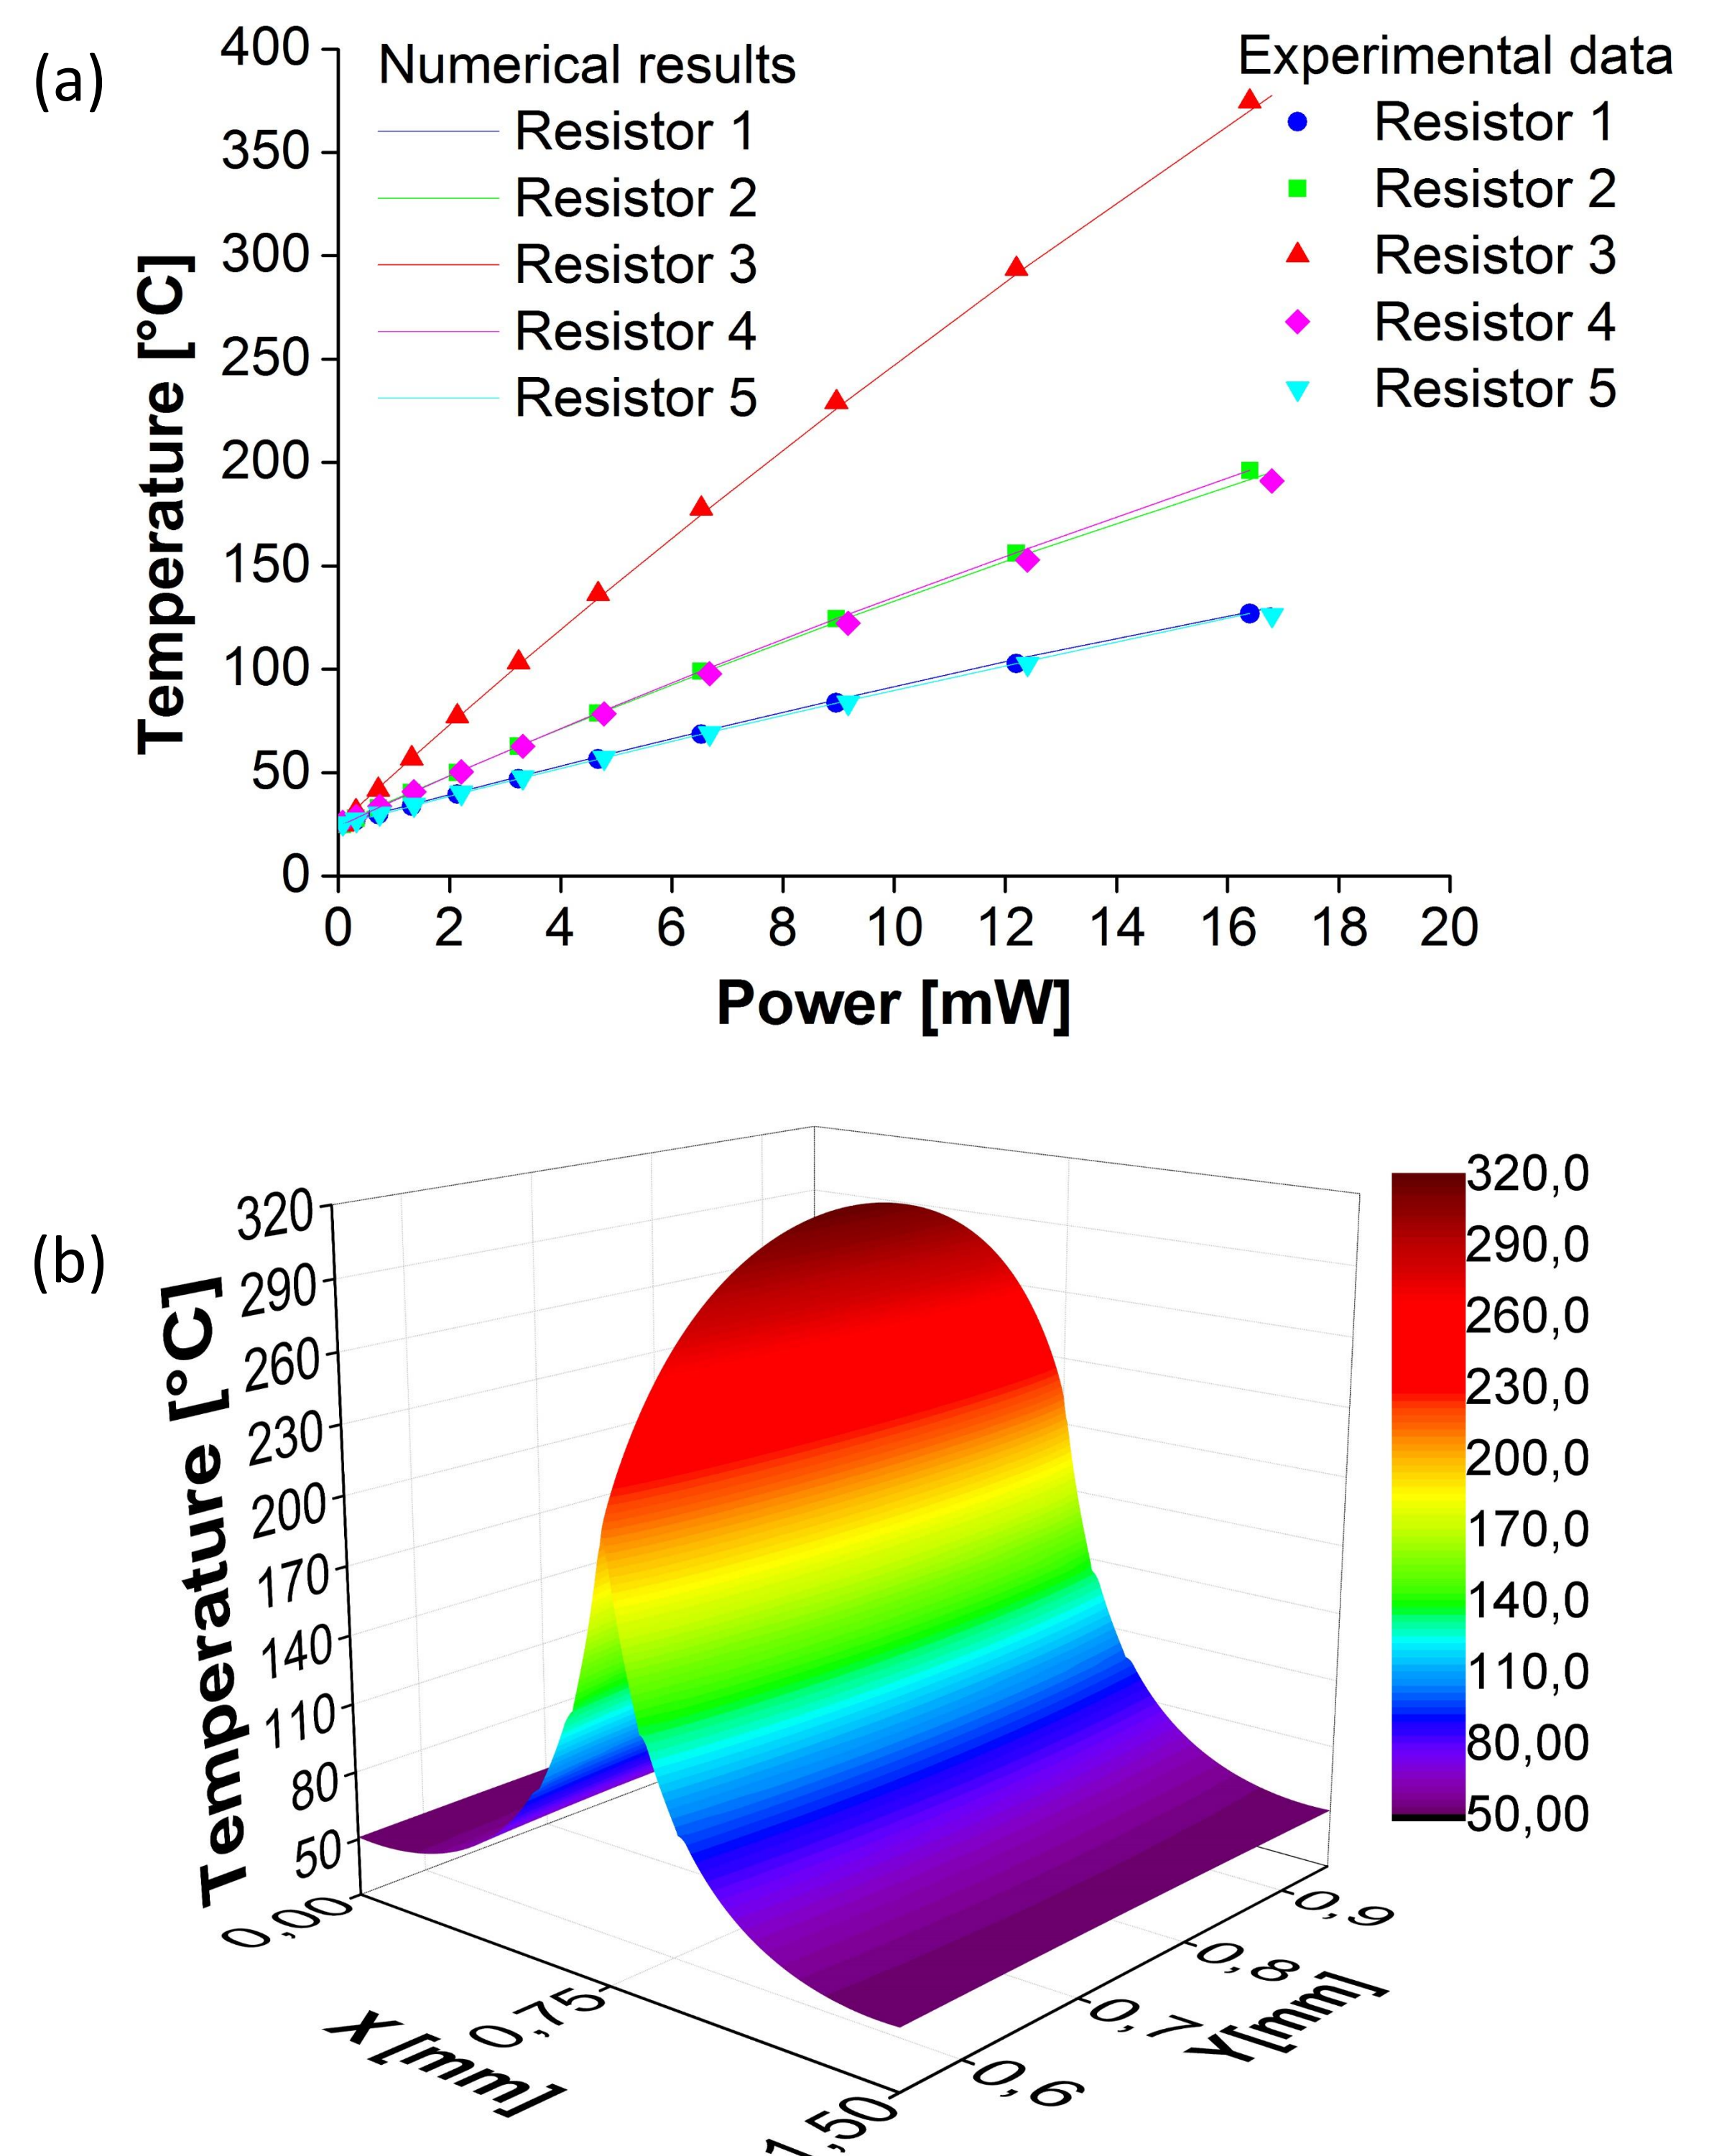 (a)
Temperature [°C]
400
350
300
250
200
150
100
50
0
Numerical results
Resistor 1
Resistor 2
Resistor 3
Resistor 4
Resistor 5
Experimental data
Resistor 1
Resistor 2
Resistor 3
Resistor 4
Resistor 5
0 2 4 6 8 10 12 14 16 18 20
Power [mW]
(b)
Temperature [°C]
320
290
260
230
200
170
140
110
80
50
0,00
0,75
1,50
X [mm]
0,6
0,7
0,8
0,9
Y[mm]
320,0
290,0
260,0
230,0
200,0
170,0
140,0
110,0
80,00
50,00